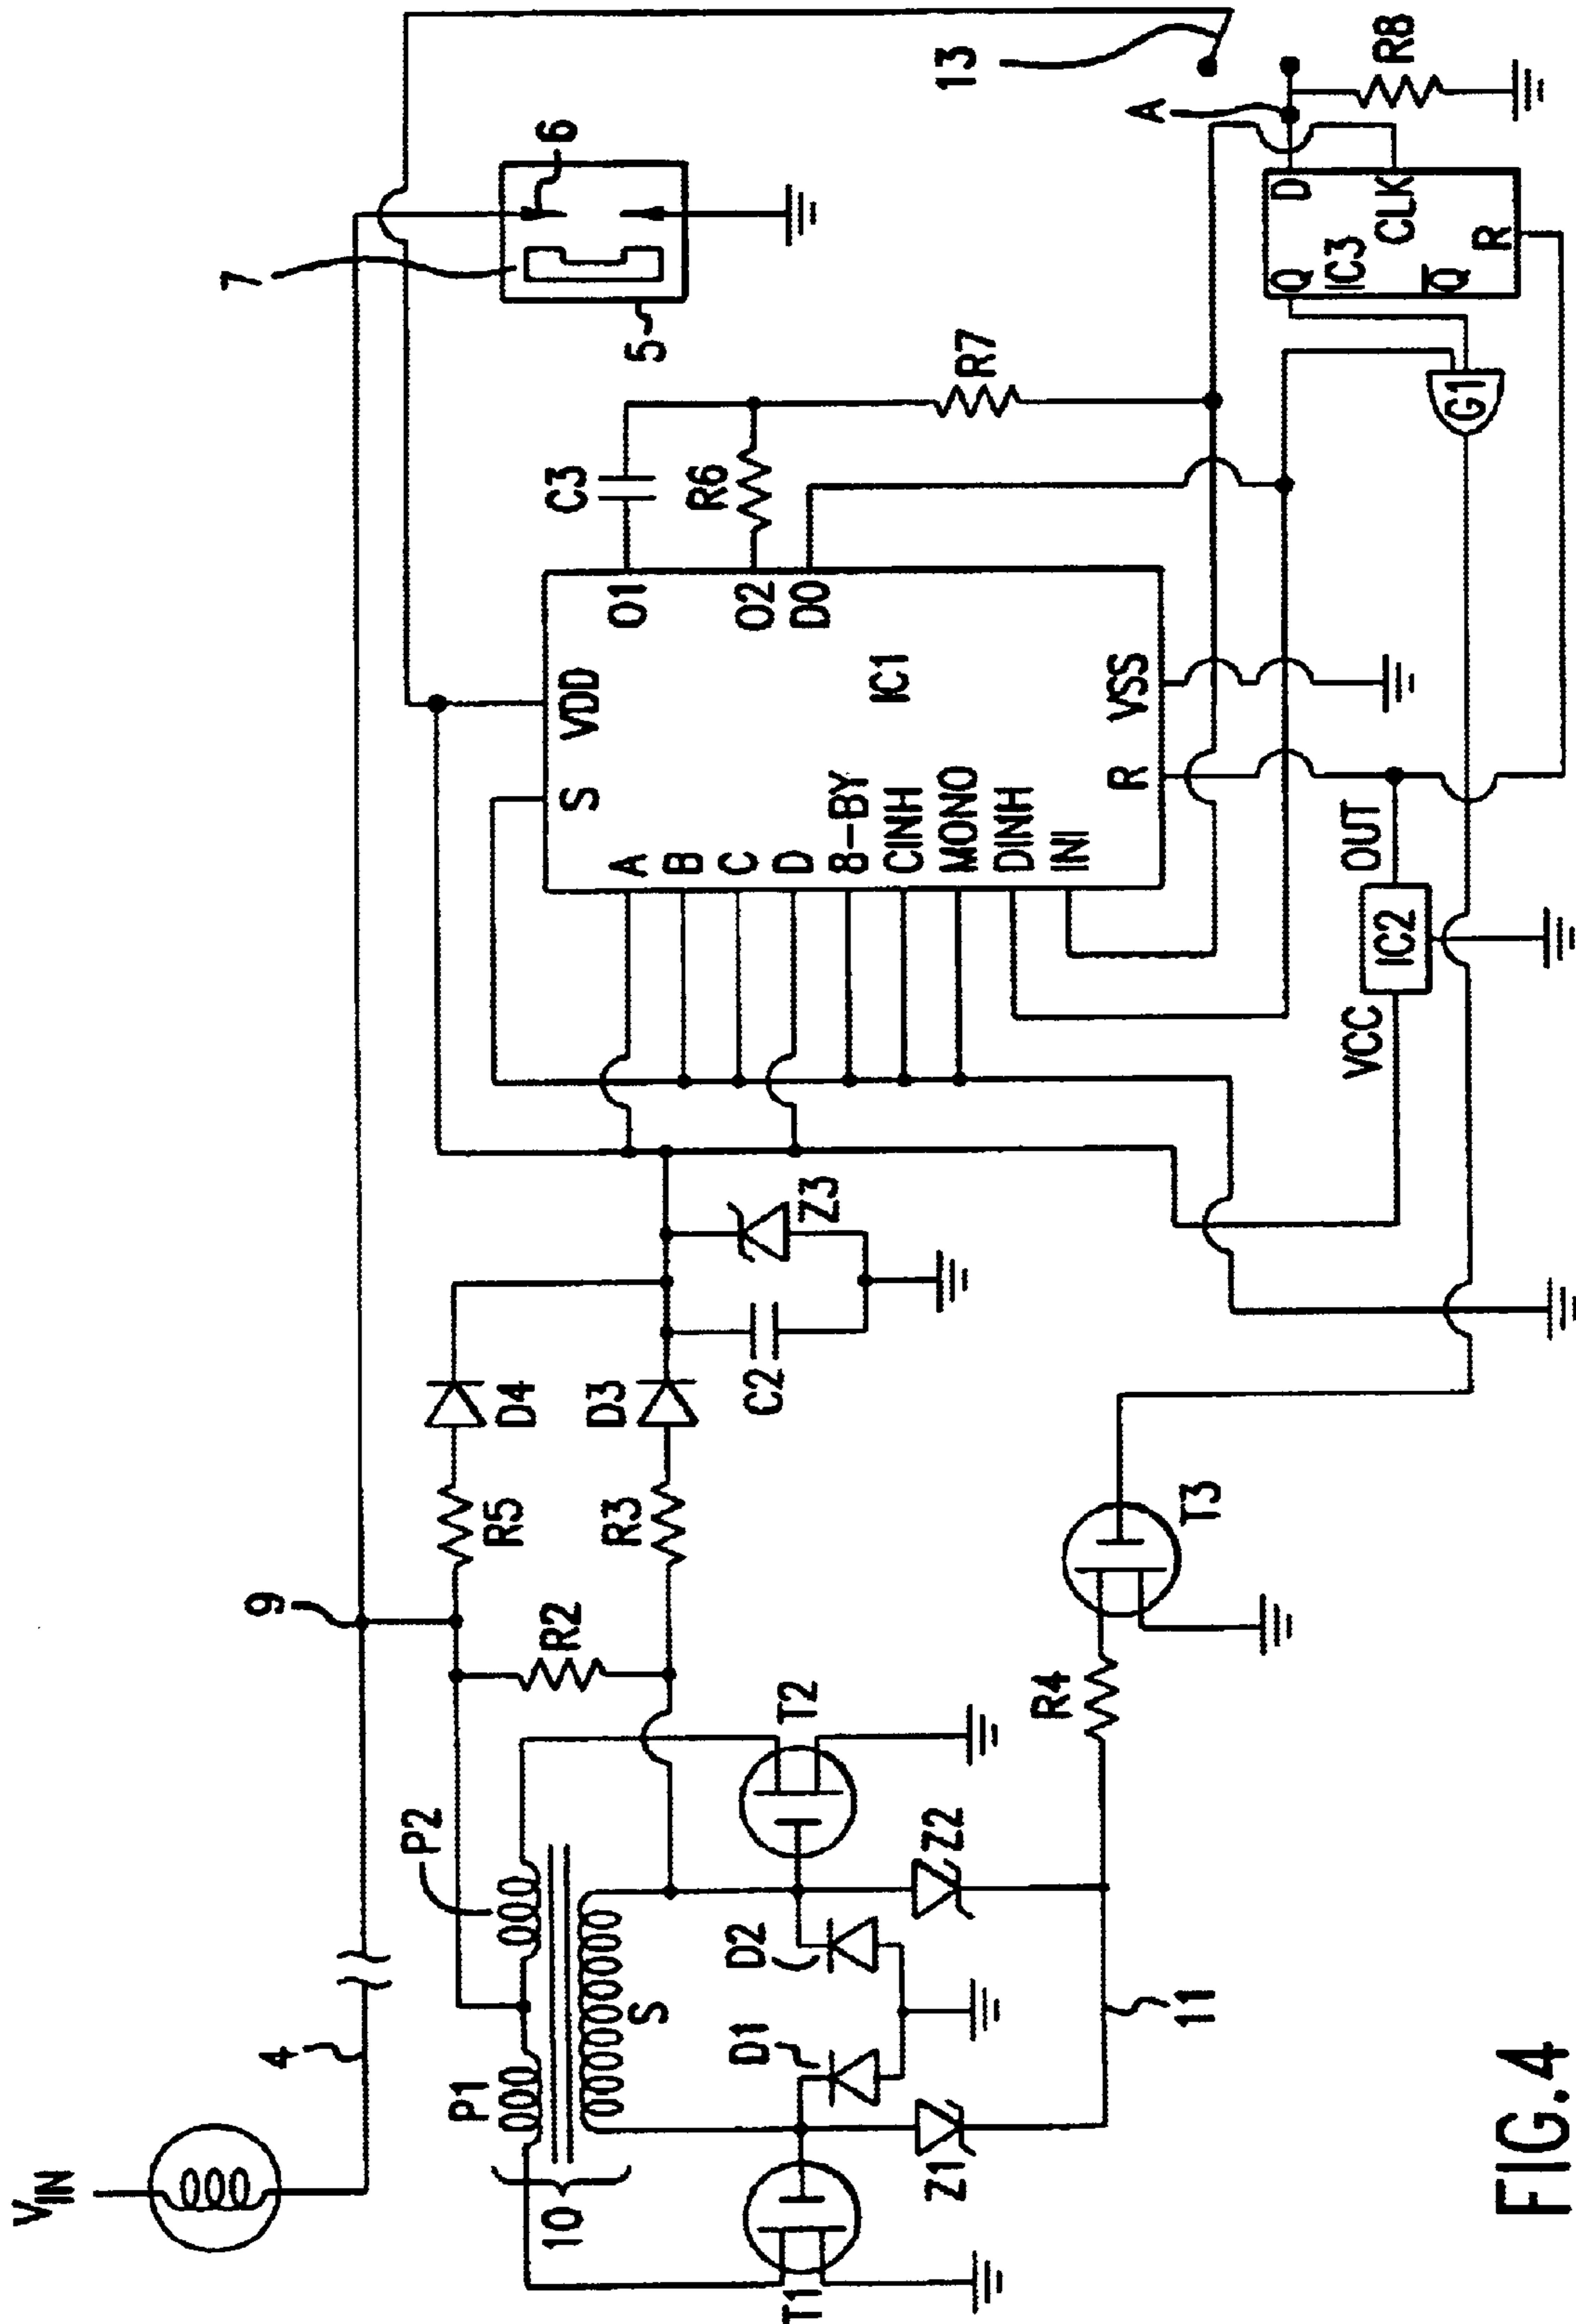 VIN
4
9
7
6
5
13
A
R8
P1
P2
10
S
R2
R5
D4
R3
D3
C2
Z3
T1
T2
D1
D2
Z1
Z2
11
R4
T3
S
VDD
A
B
C
D
8-BY
CINH
MONO
DINH
INI
O1
O2
DO
IC1
R
VSS
C3
R6
R7
Q
D
IC3
CLK
Q
R
G1
VCC
IC2
OUT
FIG.4